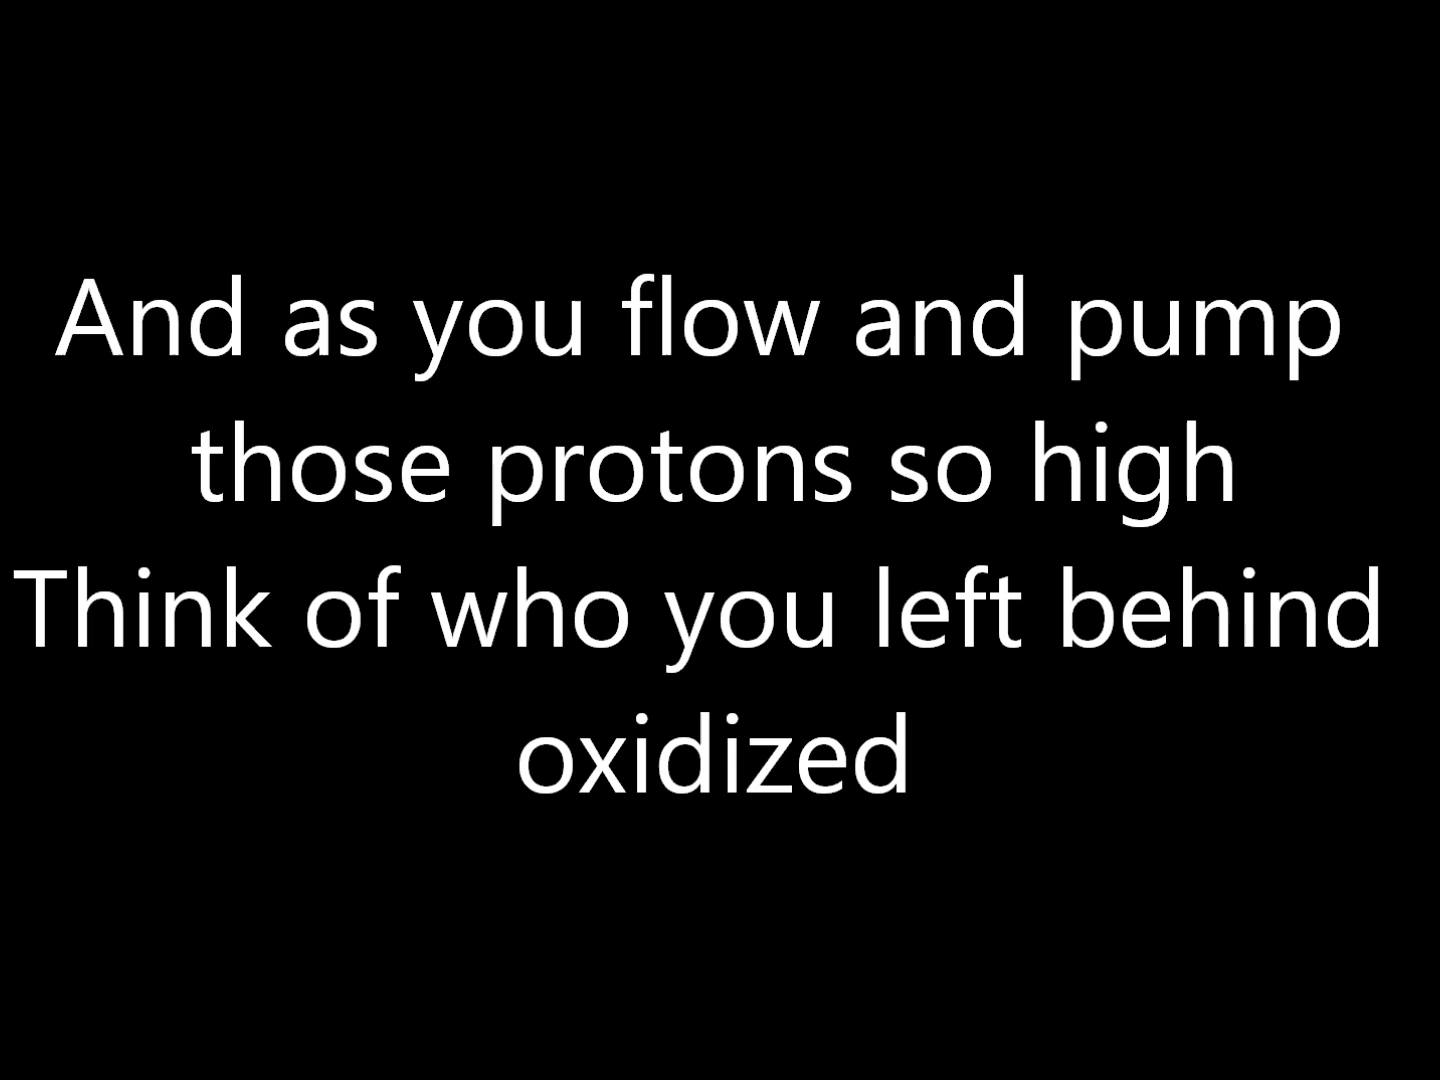 And as you flow and pump
those protons so high
Think of who you left behind
oxidized